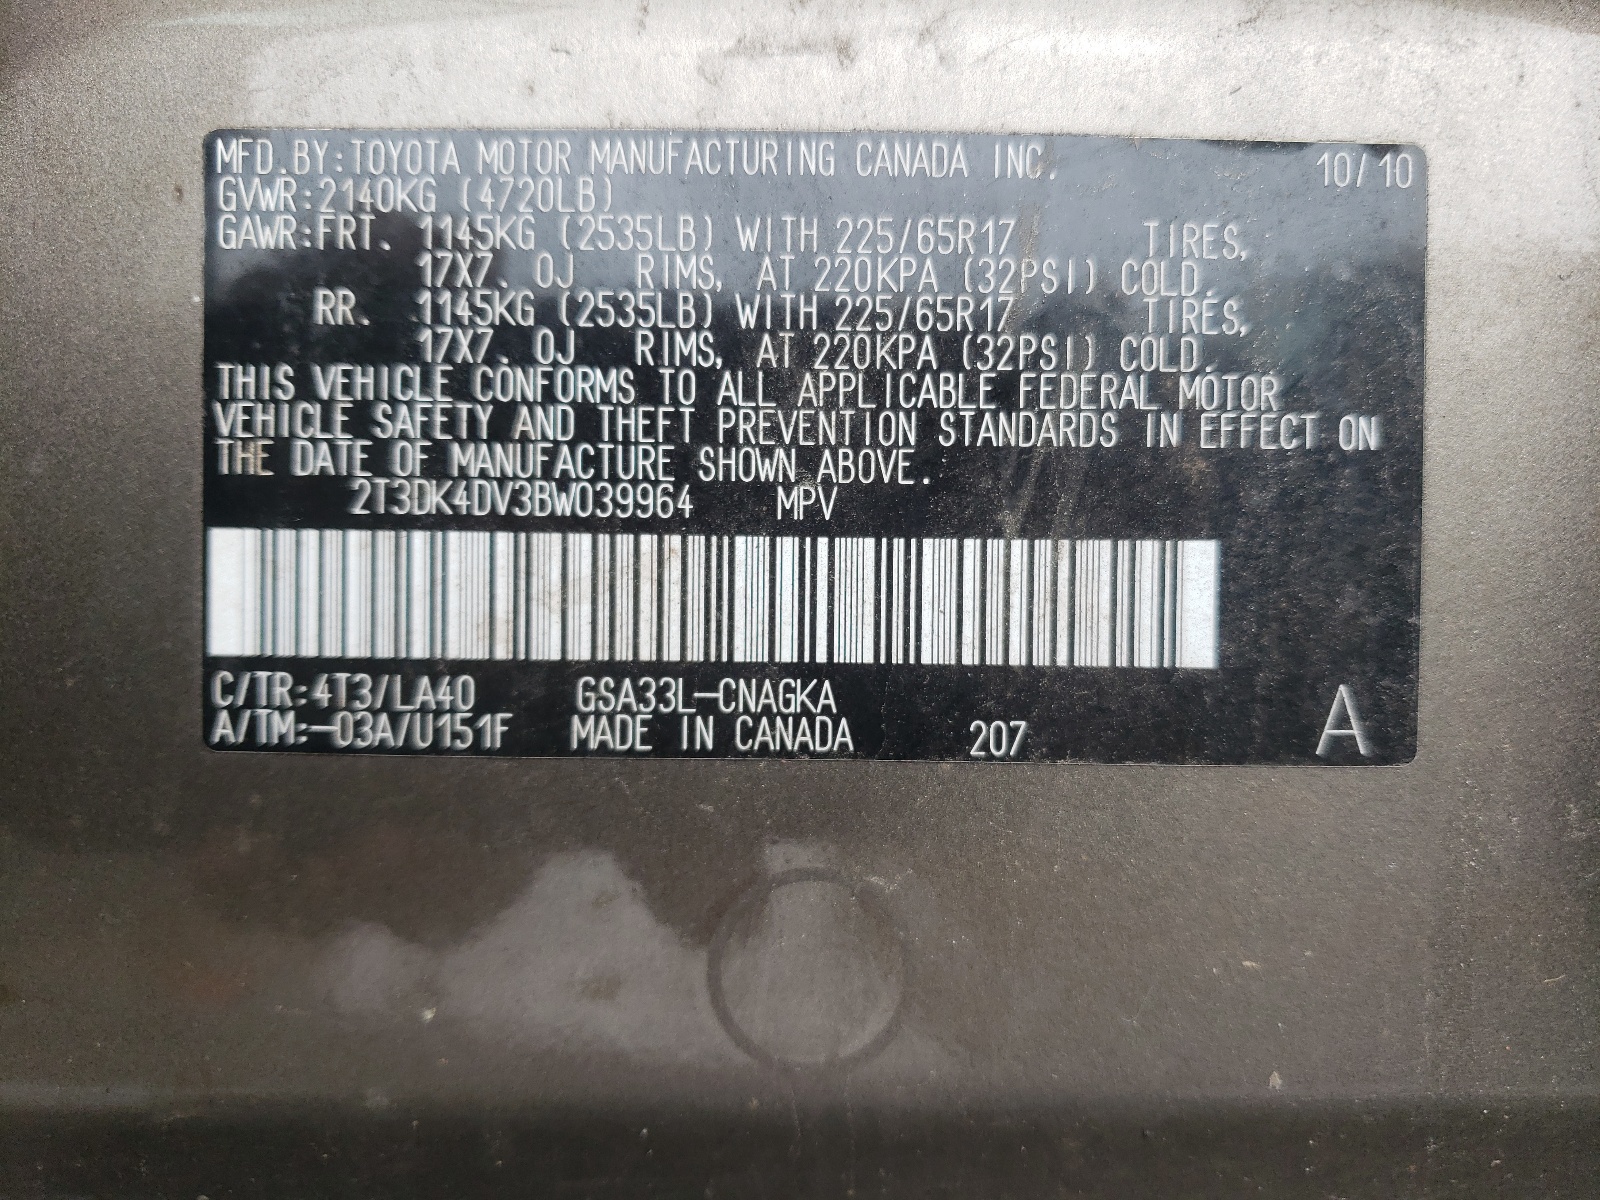 MFD.BY:TOYOTA MOTOR MANUFACTURING CANADA INC. 10/10
GVWR:2140KG (4720LB)
GAWR:FRT. 1145KG (2535LB) WITH 225/65R17 TIRES,
17X7. 0J RIMS, AT 220KPA (32PSI) COLD.
RR. 1145KG (2535LB) WITH 225/65R17 TIRES,
17X7. 0J RIMS, AT 220KPA (32PSI) COLD.
THIS VEHICLE CONFORMS TO ALL APPLICABLE FEDERAL MOTOR
VEHICLE SAFETY AND THEFT PREVENTION STANDARDS IN EFFECT ON
THE DATE OF MANUFACTURE SHOWN ABOVE.
2T3DK4DV3BW039964 MPV
C/TR:4T3/LA40 GSA33L-CNAGKA
A/TM:-03A/U151F MADE IN CANADA 207 A